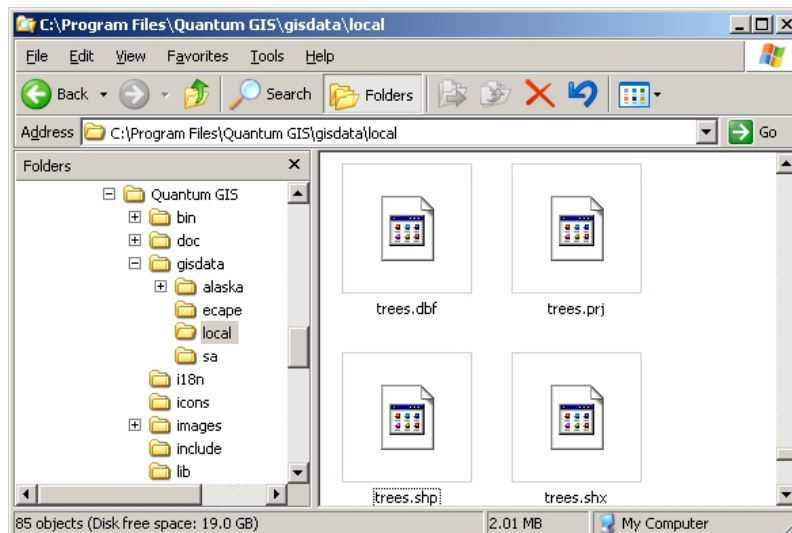 C:\Program Files\Quantum GIS\gisdata\local
File Edit View Favorites Tools Help
Back Search Folders
Address C:\Program Files\Quantum GIS\gisdata\local Go
Folders
Quantum GIS
bin
doc
gisdata
alaska
ecape
local
sa
i18n
icons
images
include
lib
trees.dbf trees.prj
trees.shp trees.shx
85 objects (Disk free space: 19.0 GB) 2.01 MB My Computer